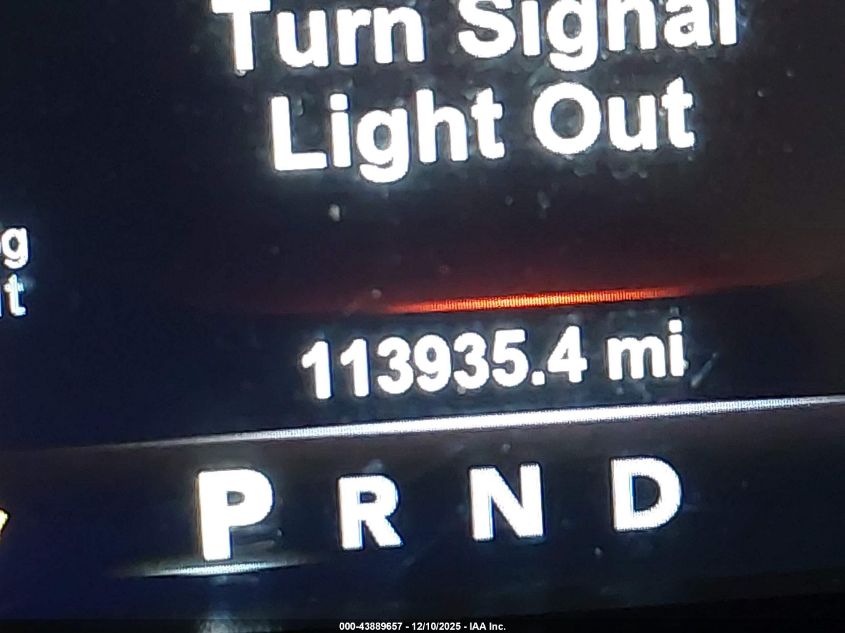 Turn Signal
Light Out
113935.4 mi
P R N D
000-43889657 - 12/10/2025 - IAA Inc.